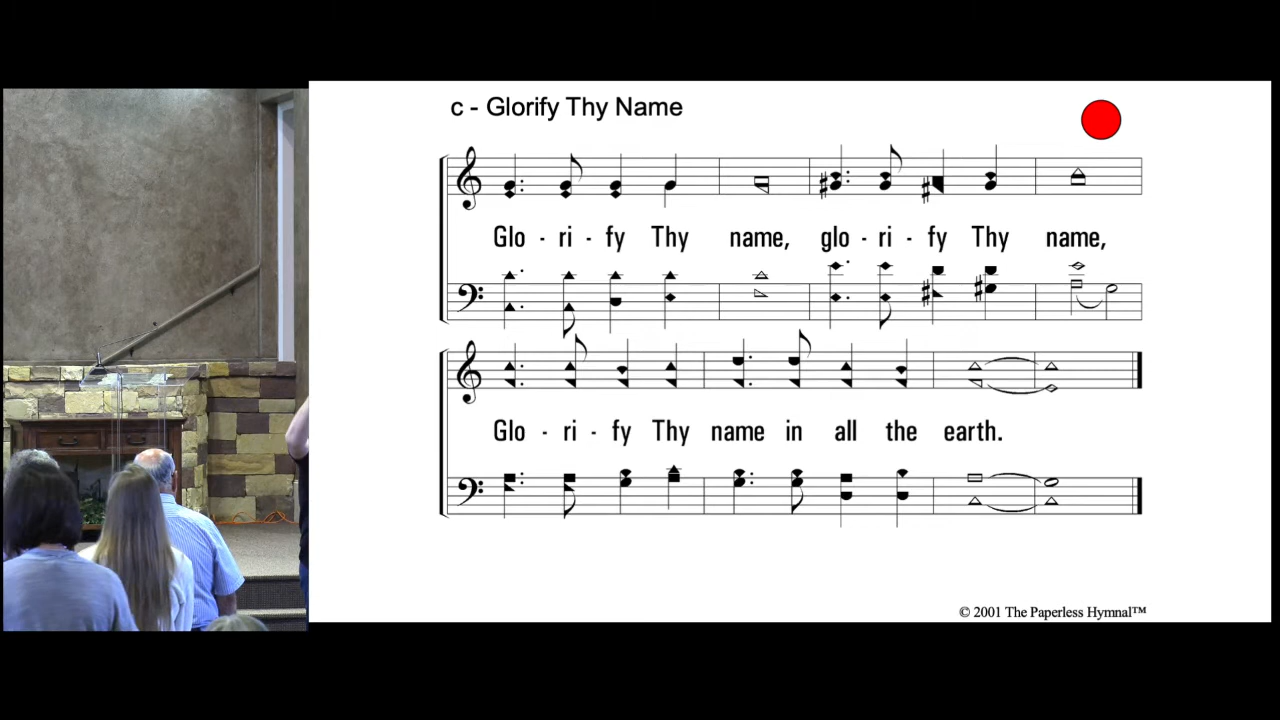 c - Glorify Thy Name
Glo - ri - fy Thy name, glo - ri - fy Thy name,
Glo - ri - fy Thy name in all the earth.
© 2001 The Paperless Hymnal™